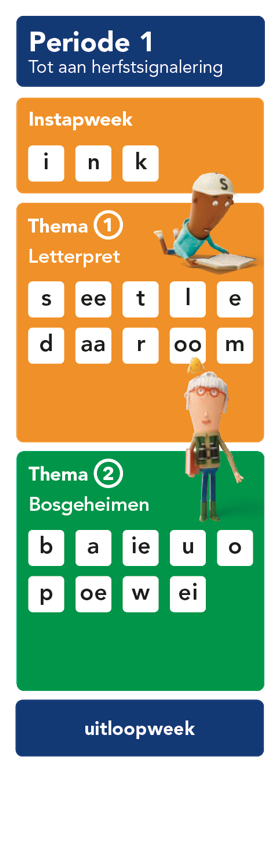 Periode 1
Tot aan herfstsignalering
Instapweek
i n k
Thema 1
Letterpret
S
s ee t l e
d aa r oo m
Thema 2
Bosgeheimen
b a ie u o
p oe w ei
uitloopweek